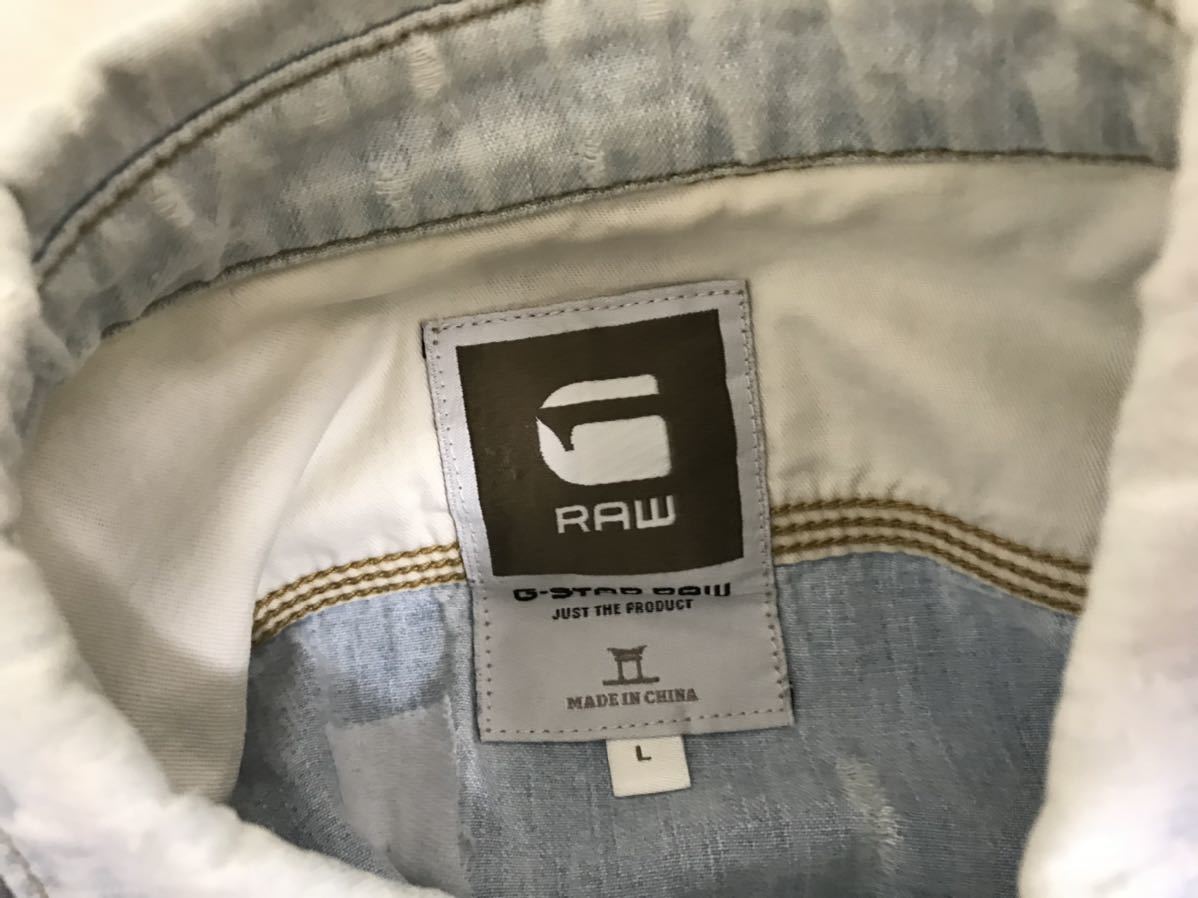 RAW
G-STAR RAW
JUST THE PRODUCT
MADE IN CHINA
L